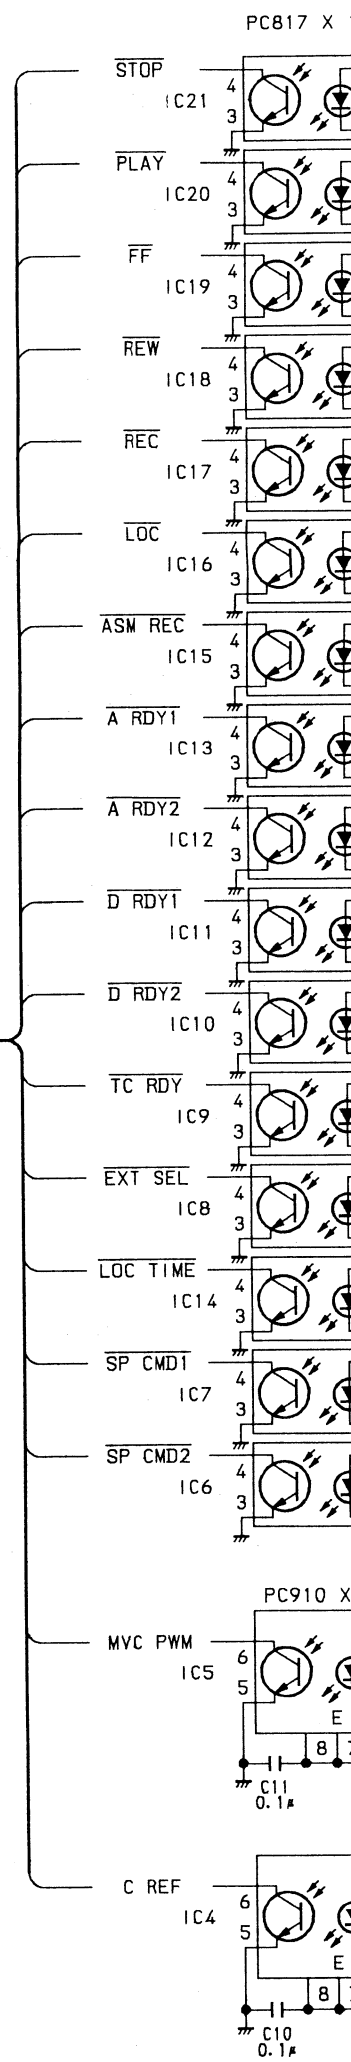 PC817 X
STOP
IC21
4
3
PLAY
IC20
4
3
FF
IC19
4
3
REW
IC18
4
3
REC
IC17
4
3
LOC
IC16
4
3
ASM REC
IC15
4
3
A RDY1
IC13
4
3
A RDY2
IC12
4
3
D RDY1
IC11
4
3
D RDY2
IC10
4
3
TC RDY
IC9
4
3
EXT SEL
IC8
4
3
LOC TIME
IC14
4
3
SP CMD1
IC7
4
3
SP CMD2
IC6
4
3
PC910 X
MVC PWM
IC5
6
5
E
8
C11
0.1µ
C REF
IC4
6
5
E
8
C10
0.1µ